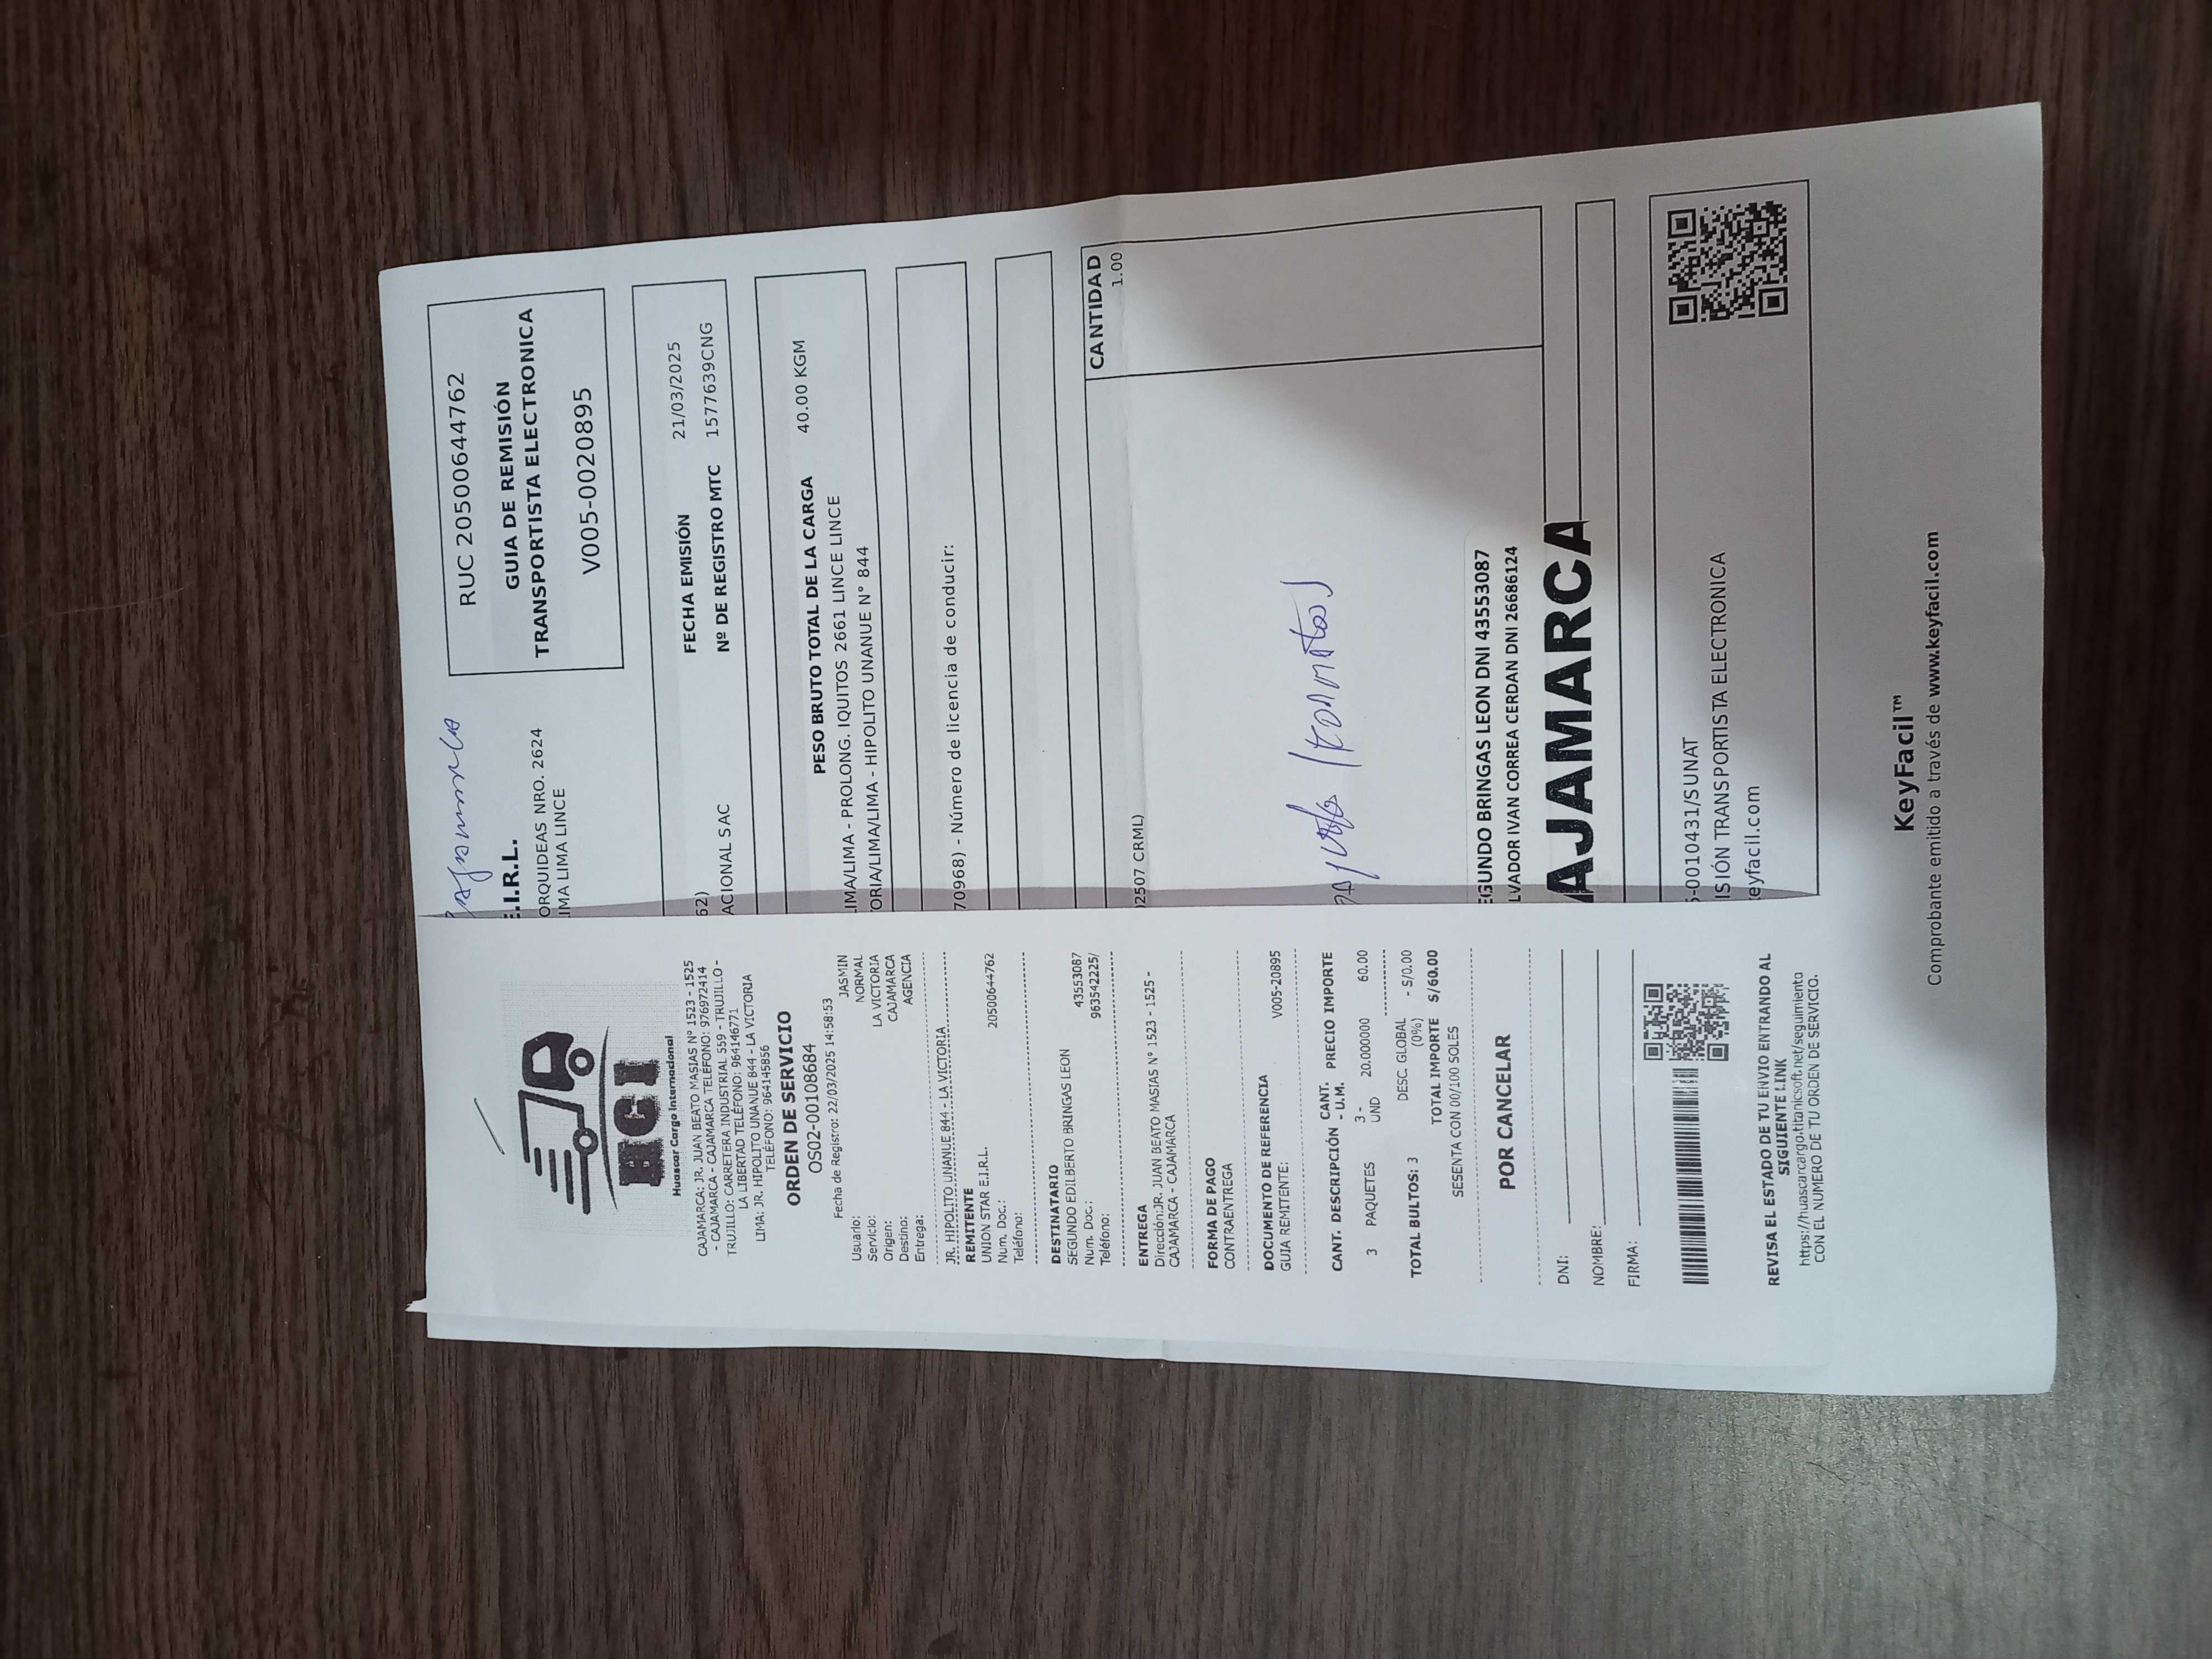 HCI
Huascar Cargo Internacional
CAJAMARCA: JR. JUAN BEATO MASIAS Nº 1523 - 1525
- CAJAMARCA - CAJAMARCA TELÉFONO: 976972414
TRUJILLO: CARRETERA INDUSTRIAL 559 - TRUJILLO -
LA LIBERTAD TELÉFONO: 964146771
LIMA: JR. HIPOLITO UNANUE 844 - LA VICTORIA
TELÉFONO: 964145856
ORDEN DE SERVICIO
OS02-00108684
Fecha de Registro: 22/03/2025 14:58:53
Usuario: JASMIN
Servicio: NORMAL
Origen: LA VICTORIA
Destino: CAJAMARCA
Entrega: AGENCIA
JR. HIPOLITO UNANUE 844 - LA VICTORIA
REMITENTE
UNION STAR E.I.R.L.
Num. Doc.: 20500644762
Teléfono:
DESTINATARIO
SEGUNDO EDILBERTO BRINGAS LEON
Num. Doc.: 43553087
Teléfono: 963542225/
ENTREGA
Dirección:JR. JUAN BEATO MASIAS Nº 1523 - 1525 -
CAJAMARCA - CAJAMARCA
FORMA DE PAGO
CONTRAENTREGA
DOCUMENTO DE REFERENCIA
GUIA REMITENTE: V005-20895
CANT. DESCRIPCIÓN CANT. - U.M. PRECIO IMPORTE
3 PAQUETES 3 - UND 20.000000 60.00
DESC. GLOBAL (0%) - S/0.00
TOTAL BULTOS: 3 TOTAL IMPORTE S/60.00
SESENTA CON 00/100 SOLES
POR CANCELAR
DNI:
NOMBRE:
FIRMA:
REVISA EL ESTADO DE TU ENVIO ENTRANDO AL
SIGUIENTE LINK
https://huascarcargo.titanicsoft.net/seguimiento
CON EL NUMERO DE TU ORDEN DE SERVICIO.
Cajamarca
E.I.R.L.
ORQUIDEAS NRO. 2624
IMA LIMA LINCE
RUC 20500644762
GUIA DE REMISIÓN
TRANSPORTISTA ELECTRONICA
V005-0020895
62)
ACIONAL SAC
FECHA EMISIÓN 21/03/2025
Nº DE REGISTRO MTC 1577639CNG
PESO BRUTO TOTAL DE LA CARGA 40.00 KGM
IMA/LIMA - PROLONG. IQUITOS 2661 LINCE LINCE
ORIA/LIMA/LIMA - HIPOLITO UNANUE N° 844
70968) - Número de licencia de conducir:
CANTIDAD
02507 CRML) 1.00
EGUNDO BRINGAS LEON DNI 43553087
LVADOR IVAN CORREA CERDAN DNI 26686124
AJAMARCA
5-0010431/SUNAT
ISIÓN TRANSPORTISTA ELECTRONICA
eyfacil.com
KeyFacil™
Comprobante emitido a través de www.keyfacil.com